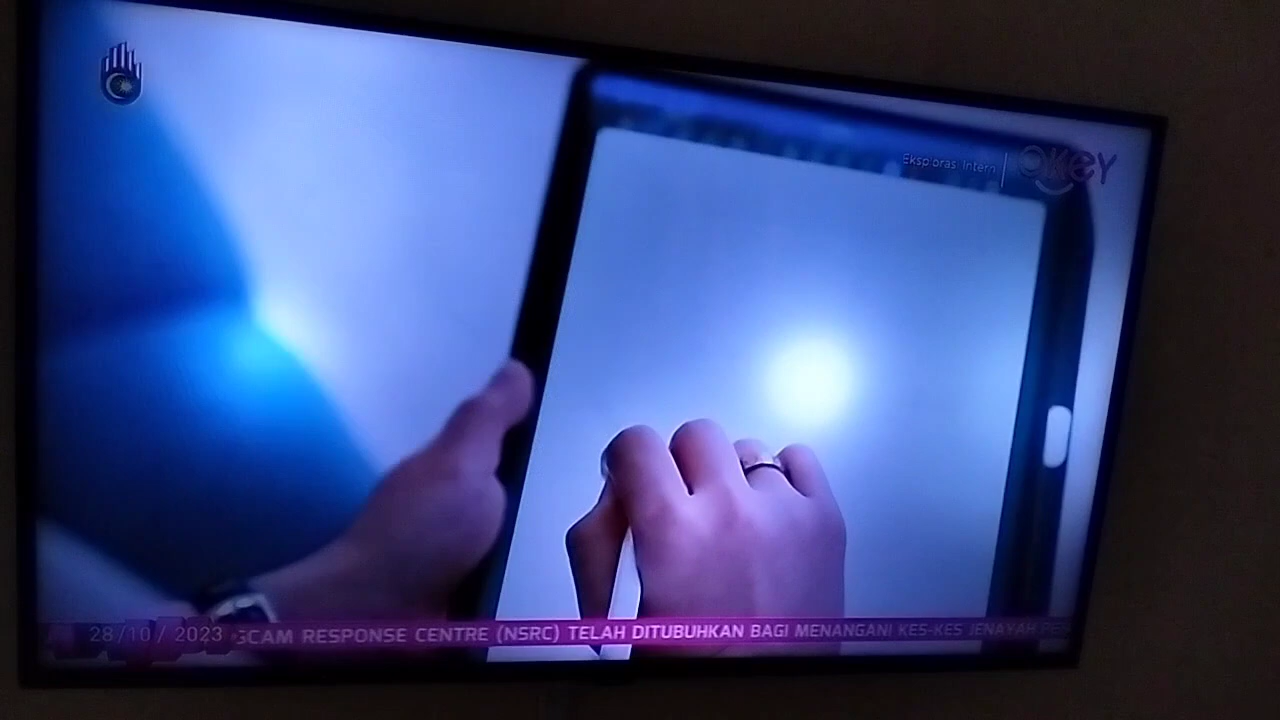 Eksplorasi Intern
OKEY
28/10/2023 SCAM RESPONSE CENTRE (NSRC) TELAH DITUBUHKAN BAGI MENANGANI KES-KES JENAYAH